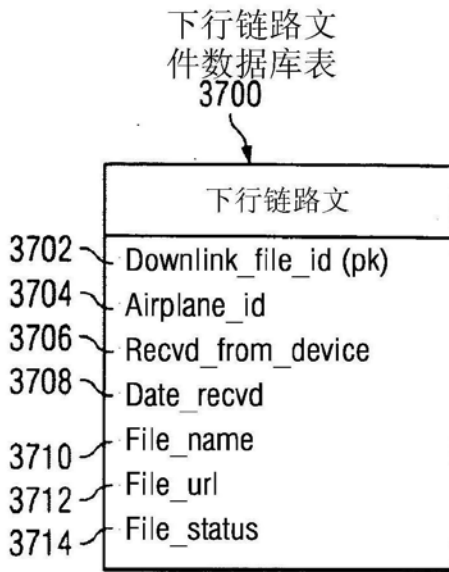 下行链路文
件数据库表
3700
下行链路文
3702 Downlink_file_id (pk)
3704 Airplane_id
3706 Recvd_from_device
3708 Date_recvd
3710 File_name
3712 File_url
3714 File_status